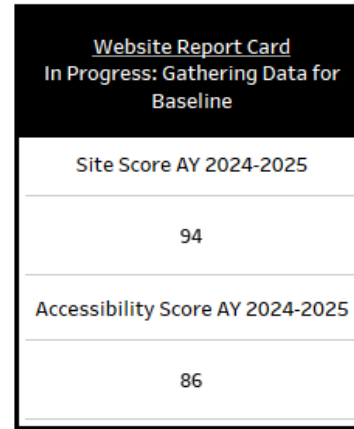 Website Report Card
In Progress: Gathering Data for
Baseline
Site Score AY 2024-2025
94
Accessibility Score AY 2024-2025
86